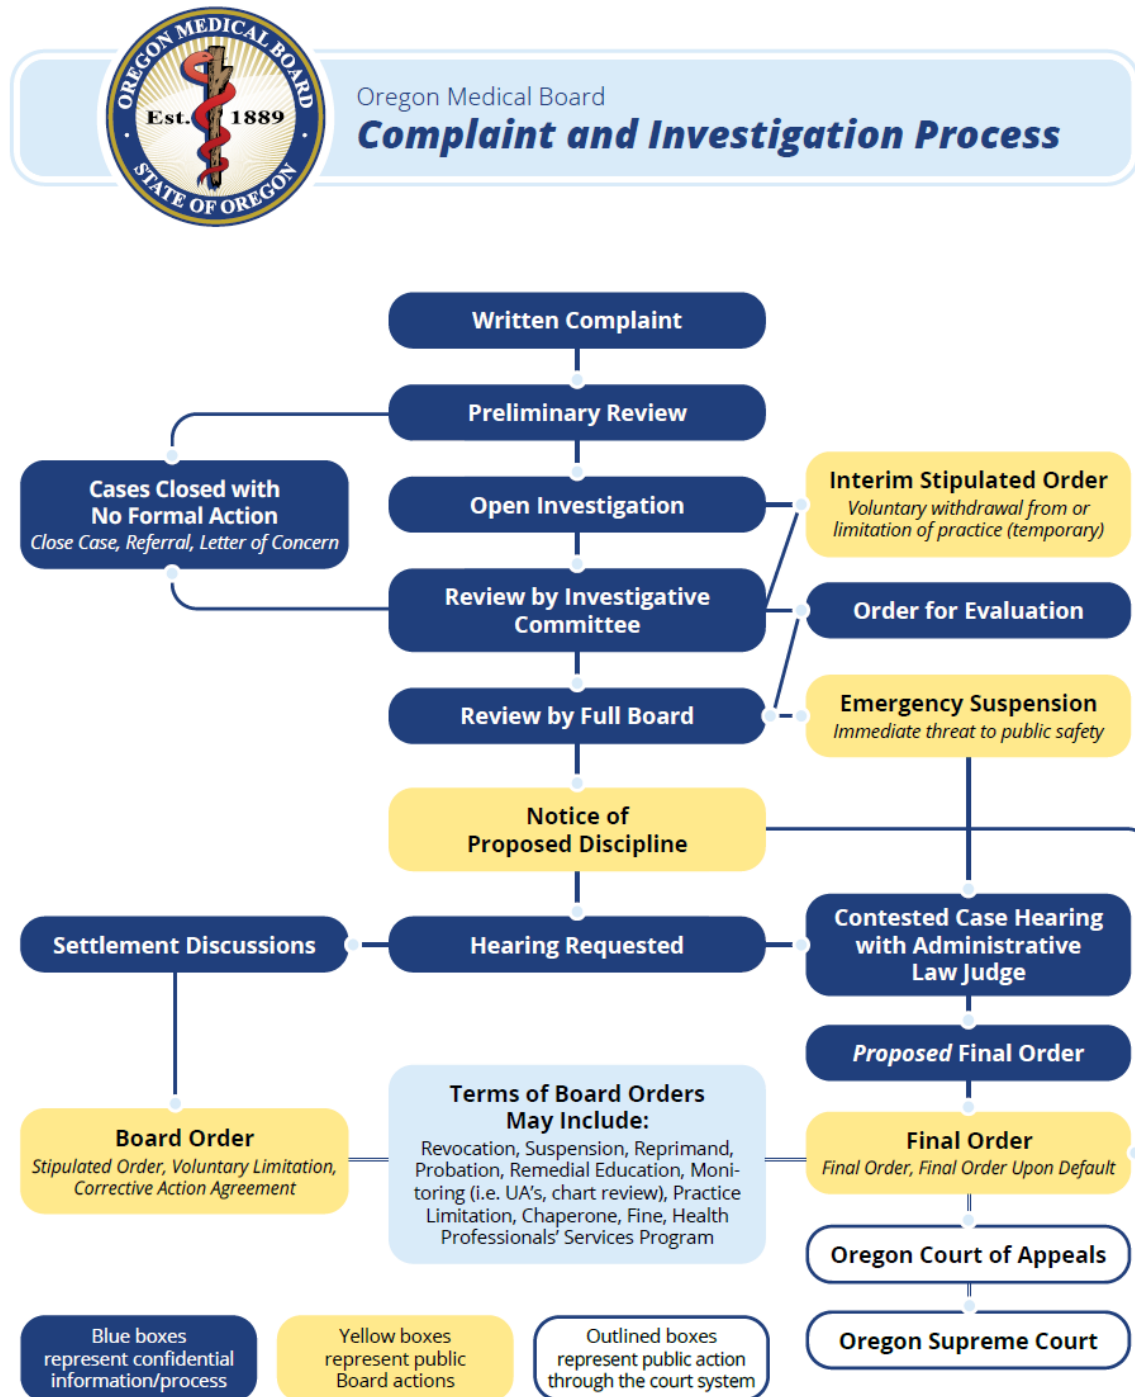 OREGON MEDICAL BOARD
Est. 1889
STATE OF OREGON
Oregon Medical Board
Complaint and Investigation Process
Written Complaint
Preliminary Review
Cases Closed with
No Formal Action
Close Case, Referral, Letter of Concern
Open Investigation
Interim Stipulated Order
Voluntary withdrawal from or
limitation of practice (temporary)
Review by Investigative
Committee
Order for Evaluation
Review by Full Board
Emergency Suspension
Immediate threat to public safety
Notice of
Proposed Discipline
Settlement Discussions
Hearing Requested
Contested Case Hearing
with Administrative
Law Judge
Proposed Final Order
Board Order
Stipulated Order, Voluntary Limitation,
Corrective Action Agreement
Terms of Board Orders
May Include:
Revocation, Suspension, Reprimand,
Probation, Remedial Education, Moni-
toring (i.e. UA's, chart review), Practice
Limitation, Chaperone, Fine, Health
Professionals' Services Program
Final Order
Final Order, Final Order Upon Default
Oregon Court of Appeals
Oregon Supreme Court
Blue boxes
represent confidential
information/process
Yellow boxes
represent public
Board actions
Outlined boxes
represent public action
through the court system